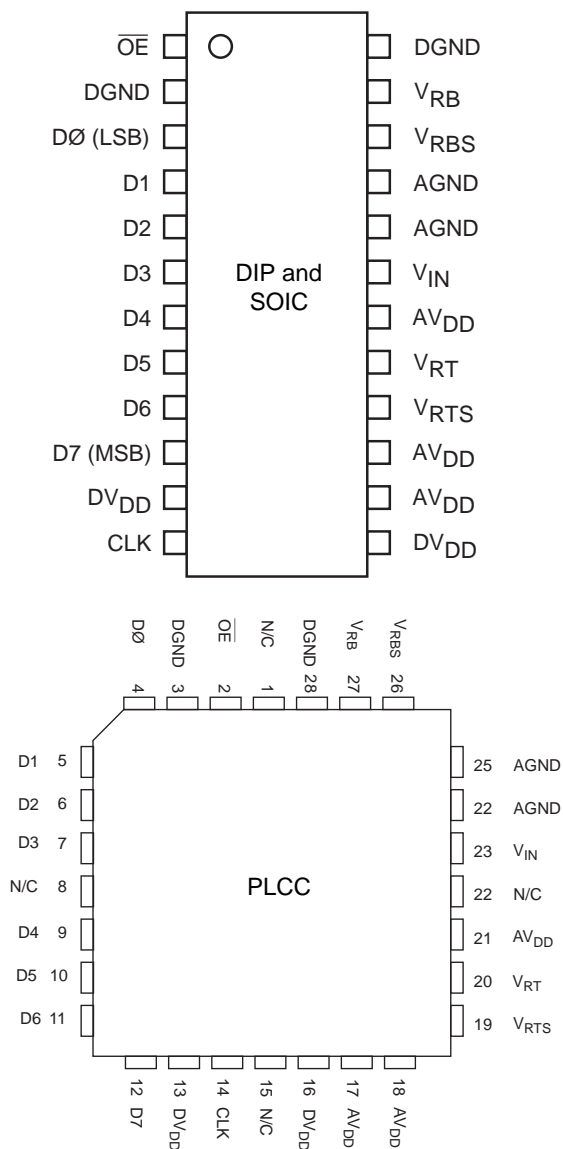 OE DGND
DGND VRB
DØ (LSB) VRBS
D1 AGND
D2 AGND
D3 VIN
DIP and
SOIC
D4 AVDD
D5 VRT
D6 VRTS
D7 (MSB) AVDD
DVDD AVDD
CLK DVDD
DØ DGND OE N/C DGND VRB VRBS
4 3 2 1 28 27 26
D1 5 25 AGND
D2 6 22 AGND
D3 7 23 VIN
N/C 8 PLCC 22 N/C
D4 9 21 AVDD
D5 10 20 VRT
D6 11 19 VRTS
12 13 14 15 16 17 18
D7 DVDD CLK N/C DVDD AVDD AVDD